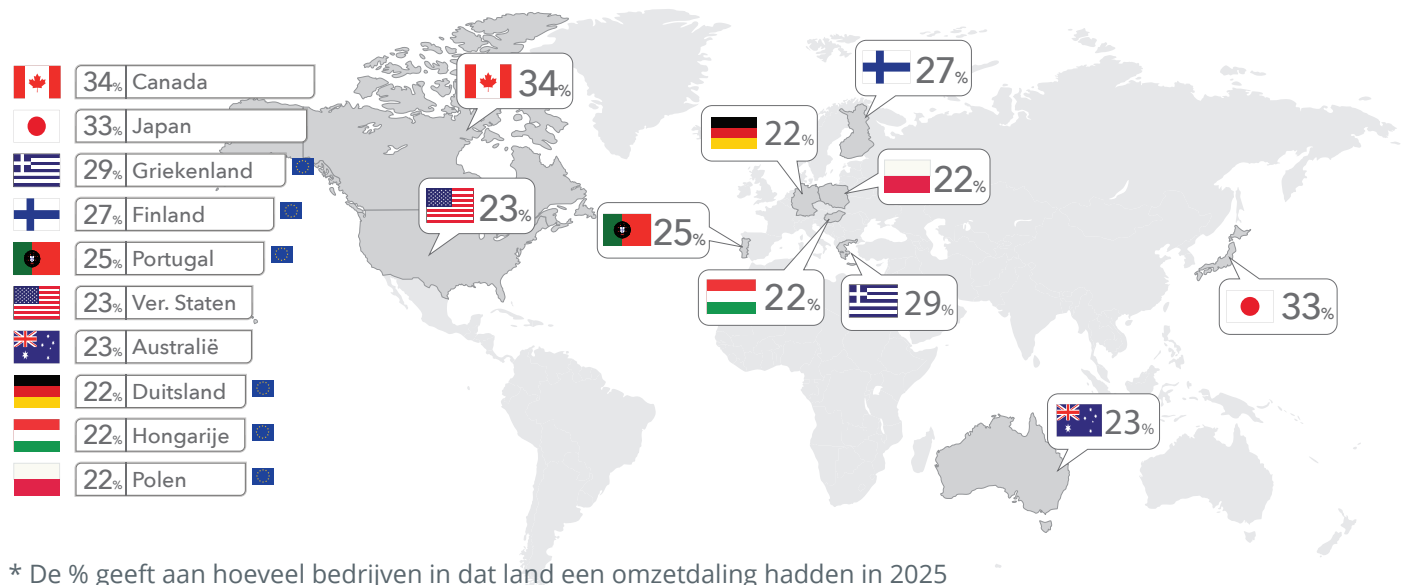 34% Canada
33% Japan
29% Griekenland
27% Finland
25% Portugal
23% Ver. Staten
23% Australië
22% Duitsland
22% Hongarije
22% Polen
34%
27%
22%
22%
23%
25%
22%
29%
33%
23%
* De % geeft aan hoeveel bedrijven in dat land een omzetdaling hadden in 2025